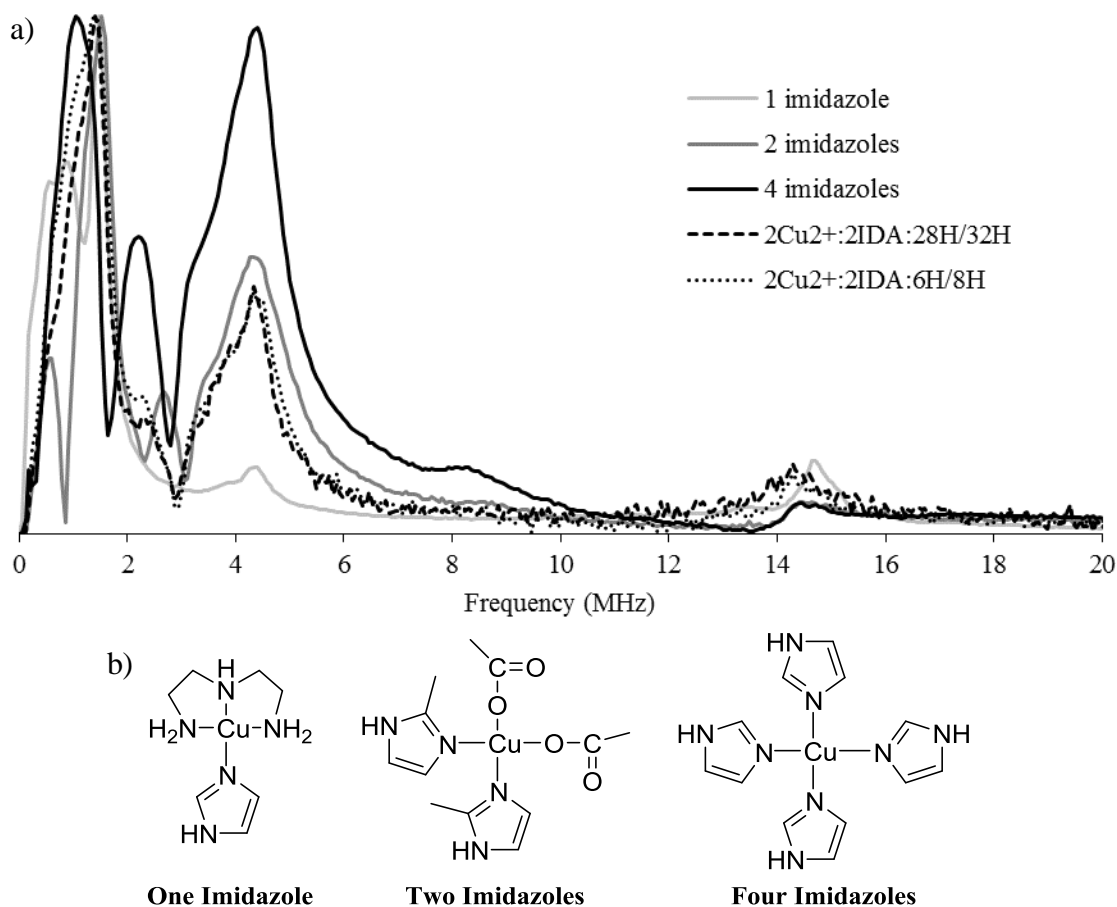 a)
1 imidazole
2 imidazoles
4 imidazoles
2Cu2+:2IDA:28H/32H
2Cu2+:2IDA:6H/8H
0 2 4 6 8 10 12 14 16 18 20
Frequency (MHz)
b)
H
N
H2N Cu NH2
N
HN
O
C=O
HN
N Cu O C
O
N
HN
HN
N
HN N Cu N NH
N
HN
One Imidazole Two Imidazoles Four Imidazoles